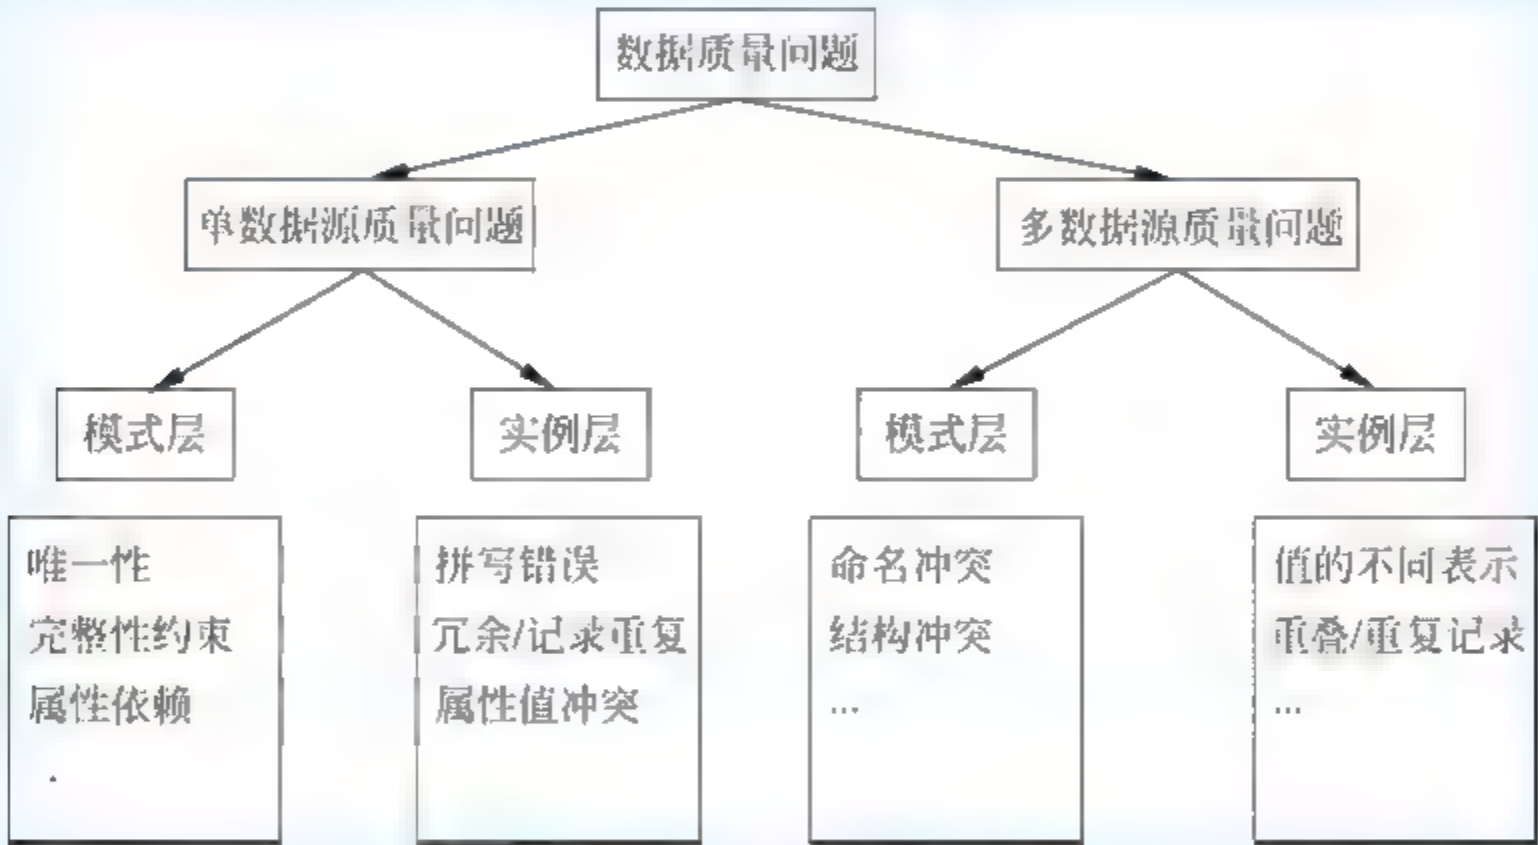 数据质量问题
单数据源质量问题
多数据源质量问题
模式层
实例层
模式层
实例层
唯一性
完整性约束
属性依赖
.
拼写错误
冗余/记录重复
属性值冲突
命名冲突
结构冲突
...
值的不同表示
重叠/重复记录
...